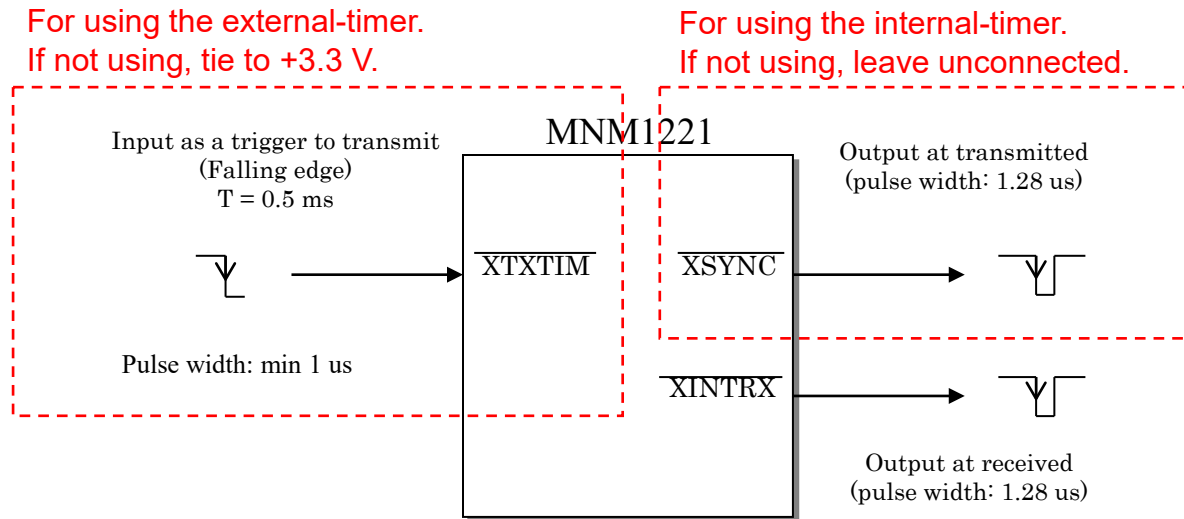 For using the external-timer.
If not using, tie to +3.3 V.
For using the internal-timer.
If not using, leave unconnected.
MNM1221
Input as a trigger to transmit
(Falling edge)
T = 0.5 ms
Output at transmitted
(pulse width: 1.28 us)
XTXTIM
XSYNC
Pulse width: min 1 us
XINTRX
Output at received
(pulse width: 1.28 us)